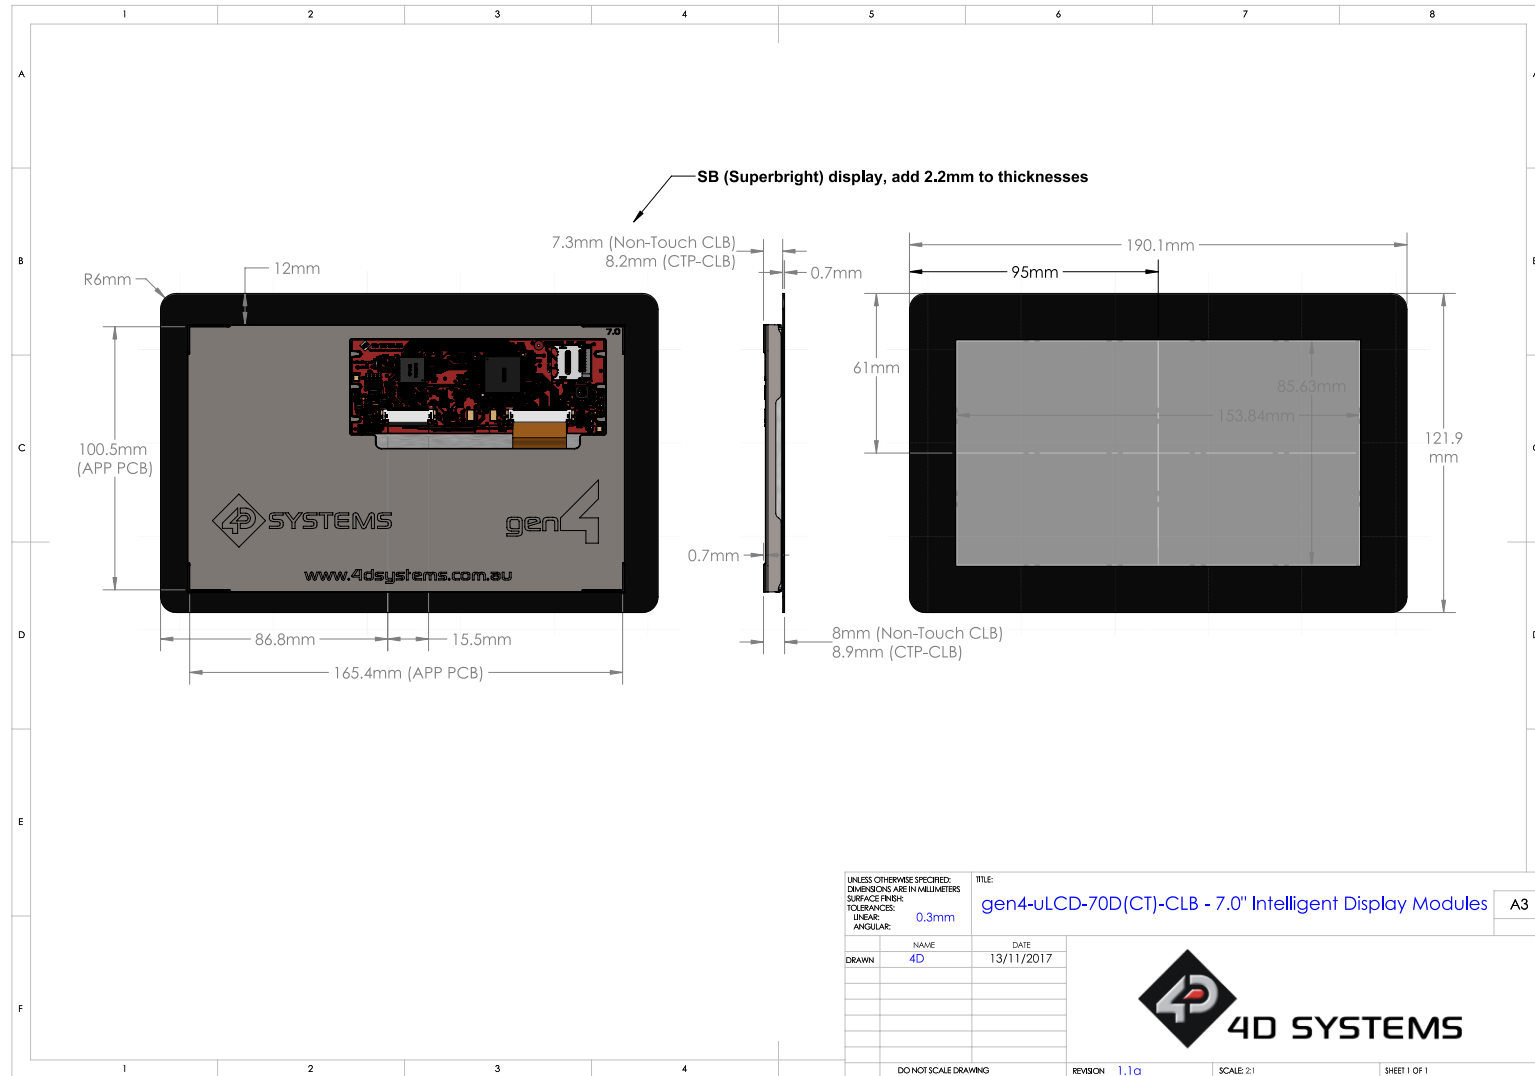 1 2 3 4 5 6 7 8
A
SB (Superbright) display, add 2.2mm to thicknesses
7.3mm (Non-Touch CLB)
8.2mm (CTP-CLB)
0.7mm
190.1mm
95mm
B
R6mm
12mm
7.0
61mm
85.63mm
153.84mm
C
100.5mm
(APP PCB)
121.9
mm
4D SYSTEMS
gen4
www.4dsystems.com.au
0.7mm
D
86.8mm
15.5mm
165.4mm (APP PCB)
8mm (Non-Touch CLB)
8.9mm (CTP-CLB)
E
F
UNLESS OTHERWISE SPECIFIED:
DIMENSIONS ARE IN MILLIMETERS
SURFACE FINISH:
TOLERANCES:
LINEAR: 0.3mm
ANGULAR:
TITLE:
gen4-uLCD-70D(CT)-CLB - 7.0" Intelligent Display Modules
A3
NAME DATE
DRAWN 4D 13/11/2017
4D SYSTEMS
DO NOT SCALE DRAWING
REVISION 1.1a
SCALE: 2:1
SHEET 1 OF 1
1 2 3 4